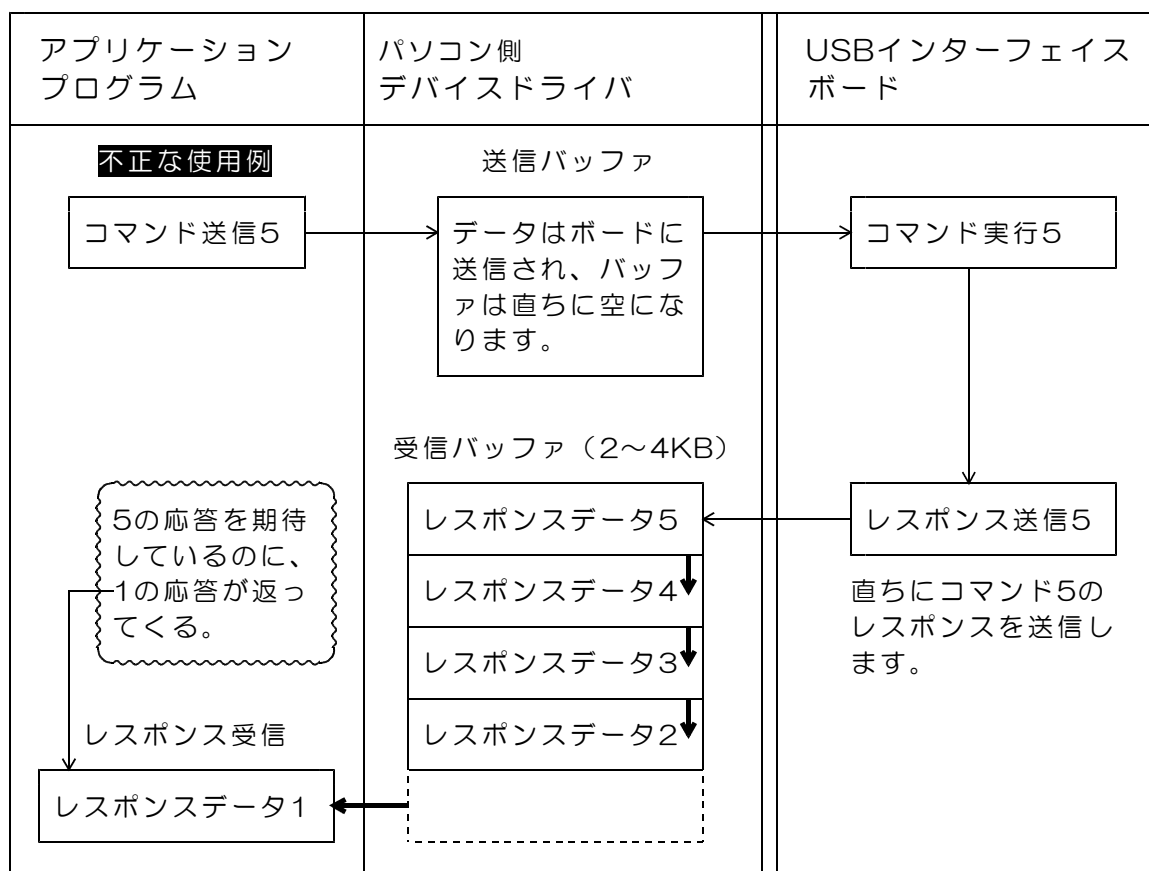 アプリケーション
プログラム
パソコン側
デバイスドライバ
USBインターフェイス
ボード
不正な使用例
送信バッファ
コマンド送信5
データはボードに
送信され、バッフ
ァは直ちに空にな
ります。
コマンド実行5
受信バッファ（2～4KB）
5の応答を期待
しているのに、
1の応答が返っ
てくる。
レスポンスデータ5
レスポンス送信5
レスポンスデータ4
直ちにコマンド5の
レスポンスを送信し
ます。
レスポンスデータ3
レスポンスデータ2
レスポンス受信
レスポンスデータ1